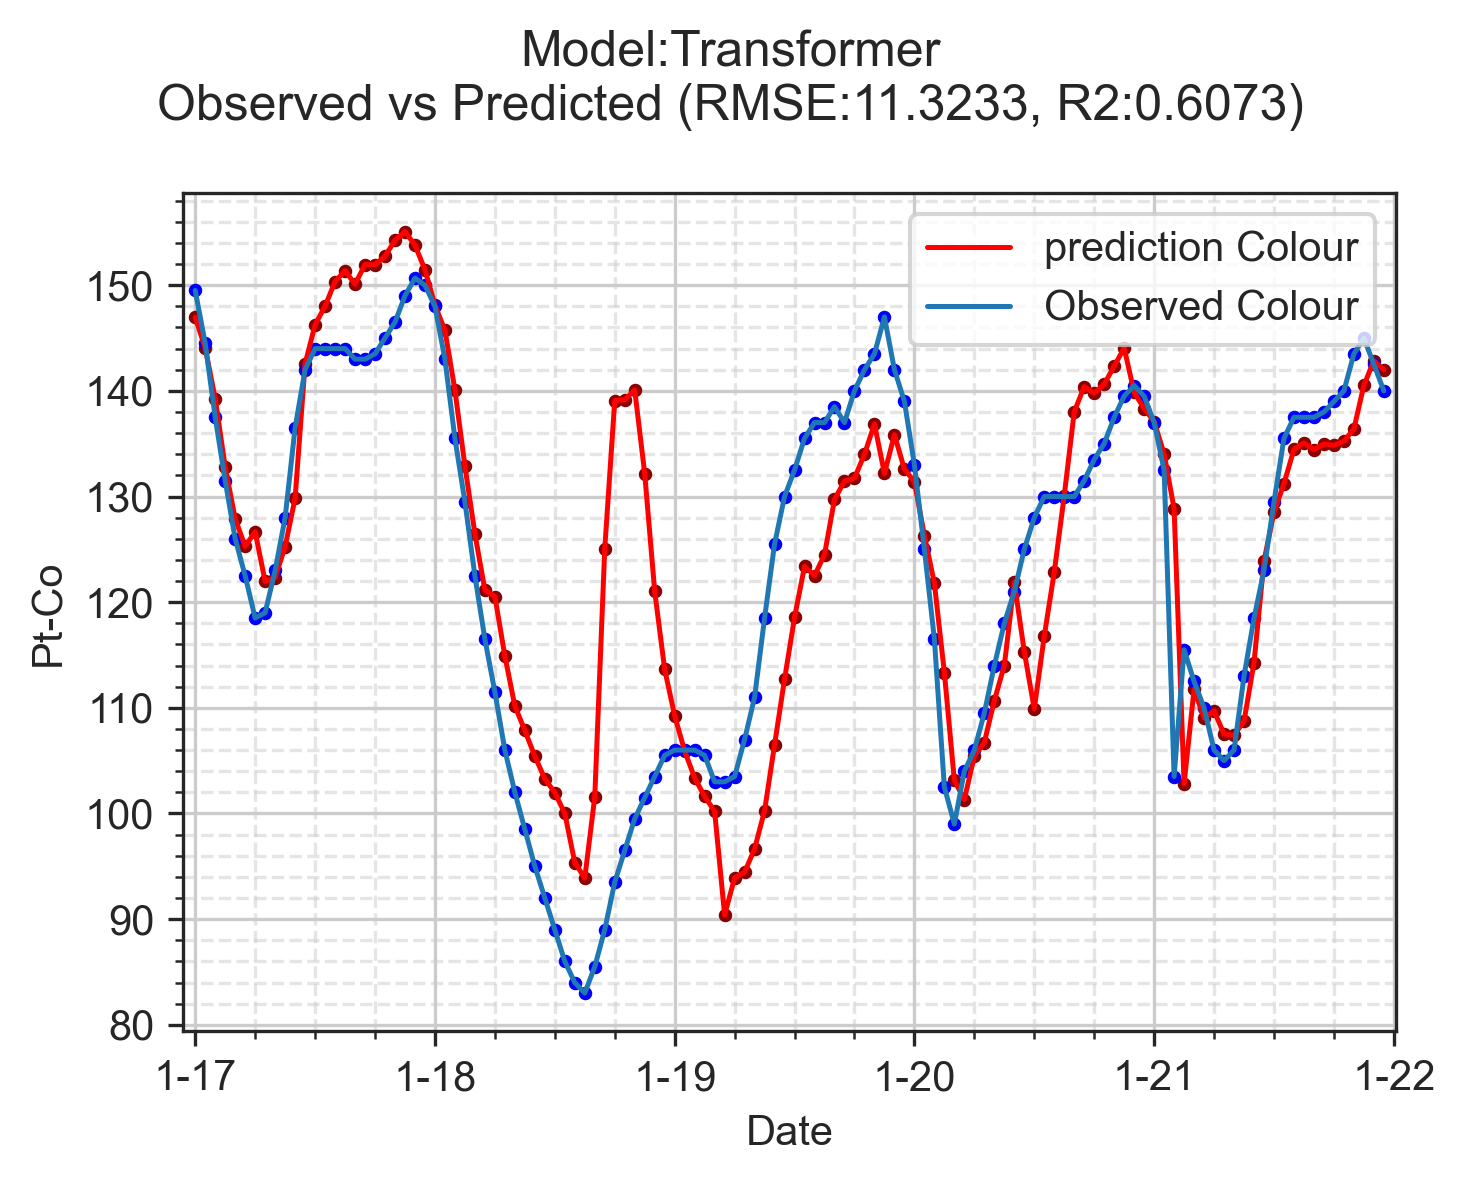 Model:Transformer
Observed vs Predicted (RMSE:11.3233, R2:0.6073)
prediction Colour
Observed Colour
150
140
130
120
110
100
90
80
Pt-Co
1-17
1-18
1-19
1-20
1-21
1-22
Date